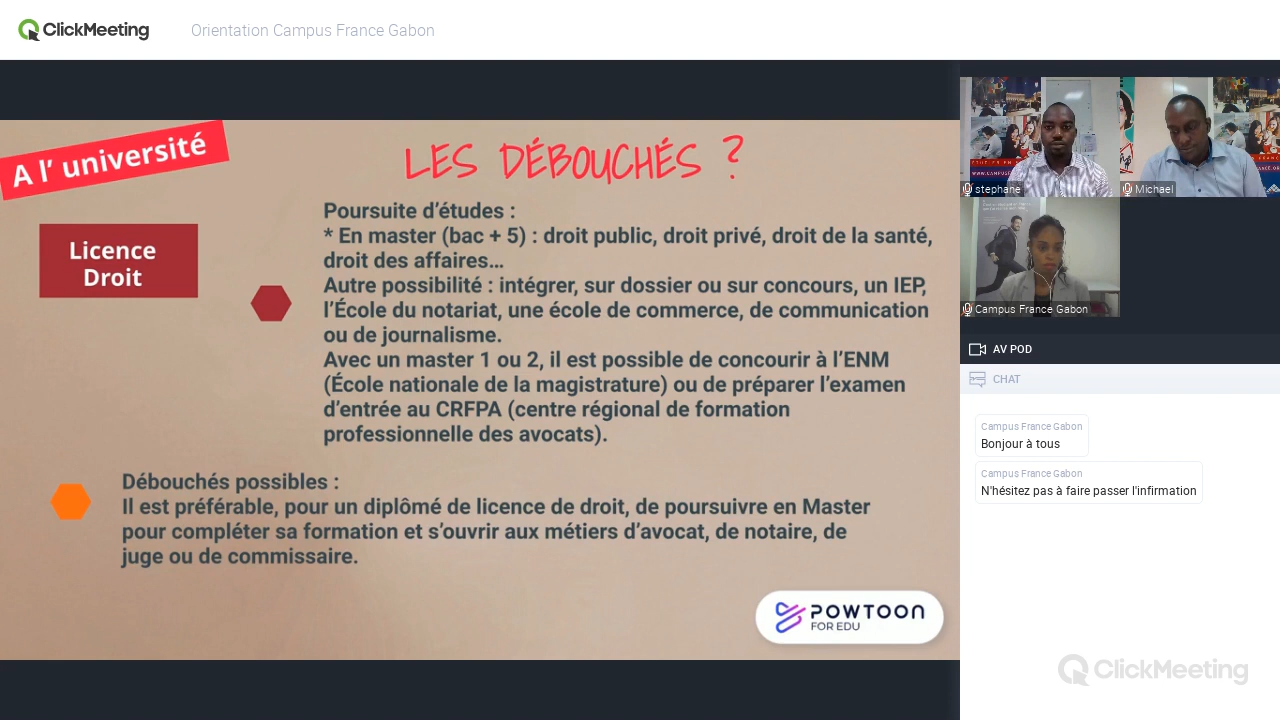 ClickMeeting
Orientation Campus France Gabon
A l’ université
LES DÉBOUCHÉS ?
Licence
Droit
Poursuite d’études :
* En master (bac + 5) : droit public, droit privé, droit de la santé,
droit des affaires…
Autre possibilité : intégrer, sur dossier ou sur concours, un IEP,
l’École du notariat, une école de commerce, de communication
ou de journalisme.
Avec un master 1 ou 2, il est possible de concourir à l’ENM
(École nationale de la magistrature) ou de préparer l’examen
d’entrée au CRFPA (centre régional de formation
professionnelle des avocats).
Débouchés possibles :
Il est préférable, pour un diplômé de licence de droit, de poursuivre en Master
pour compléter sa formation et s’ouvrir aux métiers d’avocat, de notaire, de
juge ou de commissaire.
POWTOON
FOR EDU
stephane
Michael
Campus France Gabon
AV POD
CHAT
Campus France Gabon
Bonjour à tous
Campus France Gabon
N'hésitez pas à faire passer l'infirmation
ClickMeeting